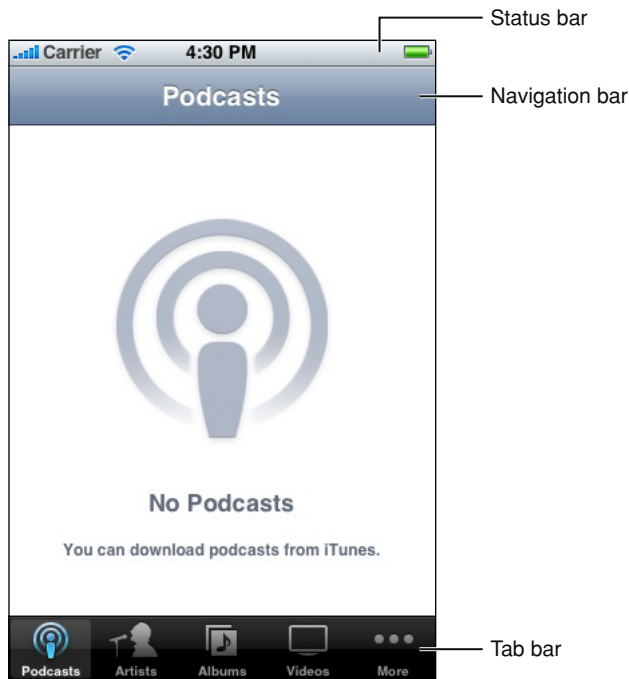 Status bar
Carrier 4:30 PM
Podcasts
Navigation bar
No Podcasts
You can download podcasts from iTunes.
Podcasts Artists Albums Videos More
Tab bar